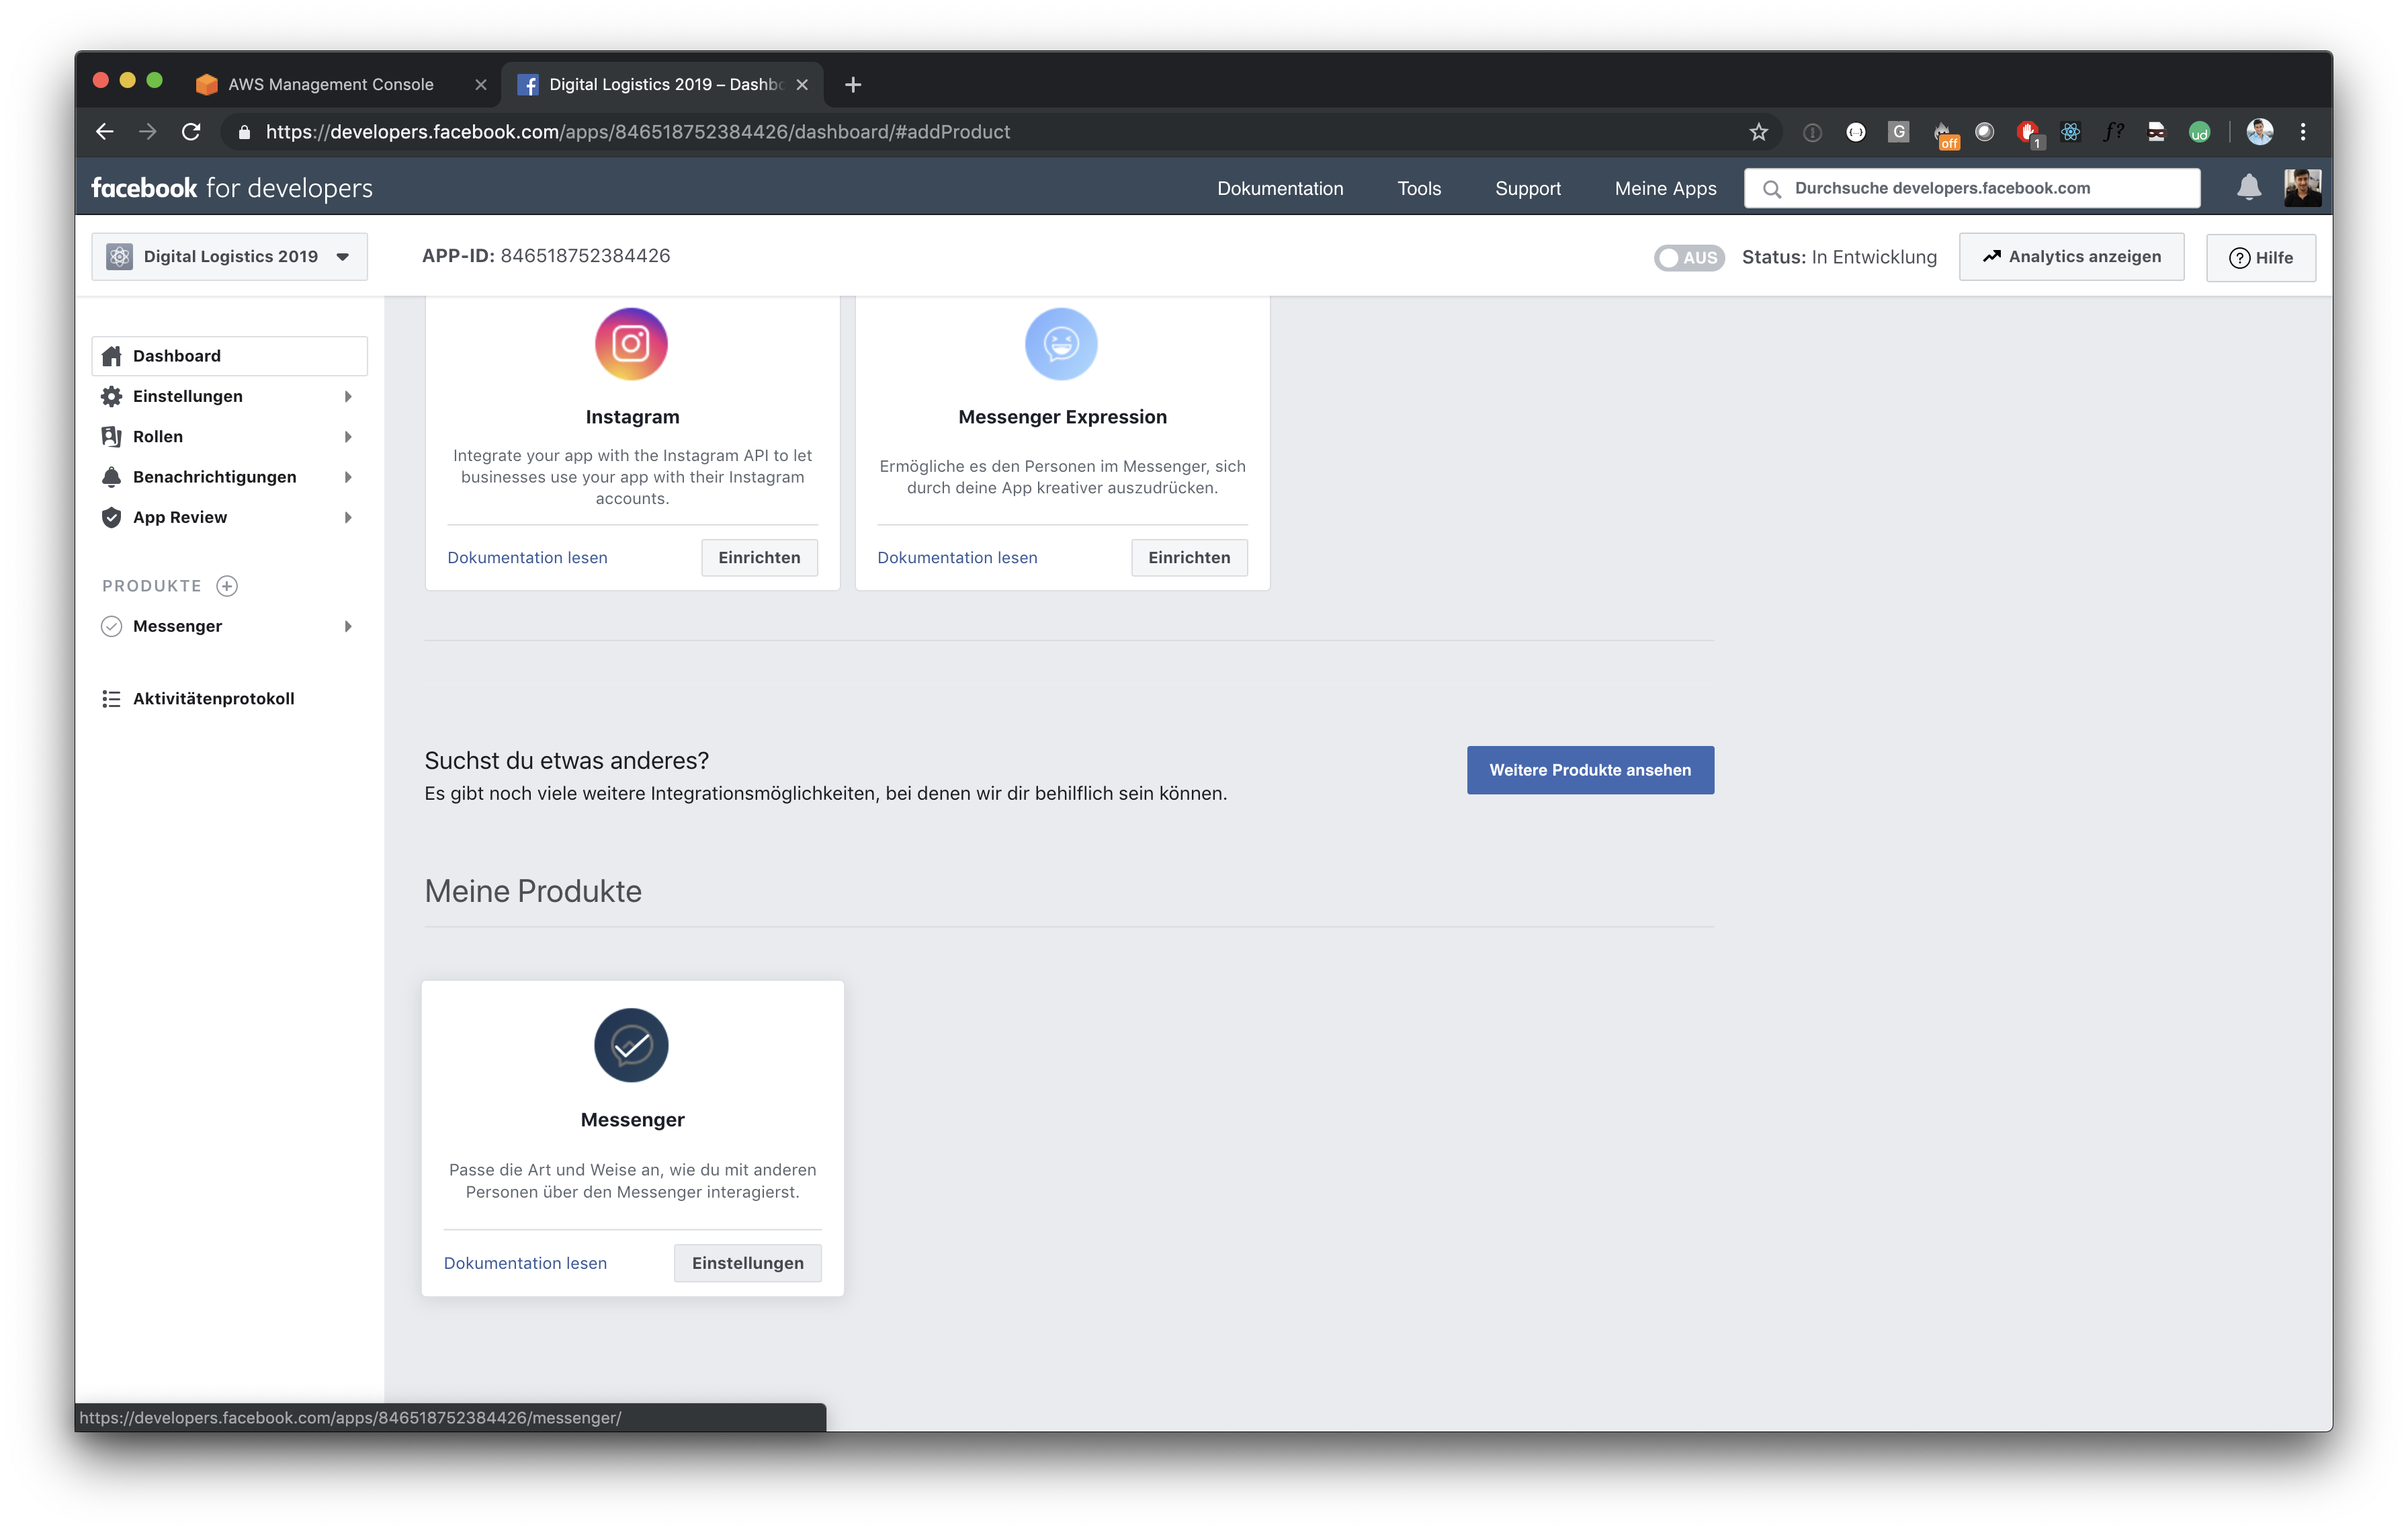 AWS Management Console
Digital Logistics 2019 – Dashbo
https://developers.facebook.com/apps/846518752384426/dashboard/#addProduct
G
off
1
f?
ud
facebook for developers
Dokumentation
Tools
Support
Meine Apps
Durchsuche developers.facebook.com
Digital Logistics 2019
APP-ID: 846518752384426
AUS
Status: In Entwicklung
Analytics anzeigen
Hilfe
Dashboard
Einstellungen
Rollen
Benachrichtigungen
App Review
PRODUKTE
Messenger
Aktivitätenprotokoll
Instagram
Integrate your app with the Instagram API to let
businesses use your app with their Instagram
accounts.
Dokumentation lesen
Einrichten
Messenger Expression
Ermögliche es den Personen im Messenger, sich
durch deine App kreativer auszudrücken.
Dokumentation lesen
Einrichten
Suchst du etwas anderes?
Es gibt noch viele weitere Integrationsmöglichkeiten, bei denen wir dir behilflich sein können.
Weitere Produkte ansehen
Meine Produkte
Messenger
Passe die Art und Weise an, wie du mit anderen
Personen über den Messenger interagierst.
Dokumentation lesen
Einstellungen
https://developers.facebook.com/apps/846518752384426/messenger/